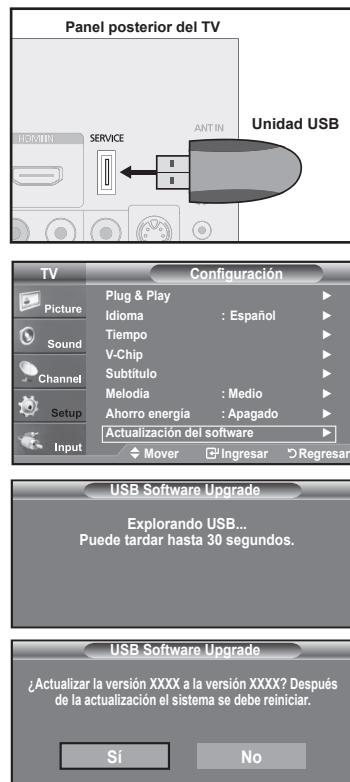 Panel posterior del TV
HDMI IN
SERVICE
ANT IN
Unidad USB
TV
Configuración
Picture
Sound
Channel
Setup
Input
Plug & Play ►
Idioma : Español ►
Tiempo ►
V-Chip ►
Subtítulo ►
Melodía : Medio ►
Ahorro energía : Apagado ►
Actualización del software ►
Mover Ingresar Regresar
USB Software Upgrade
Explorando USB...
Puede tardar hasta 30 segundos.
USB Software Upgrade
¿Actualizar la versión XXXX a la versión XXXX? Después
de la actualización el sistema se debe reiniciar.
Sí No